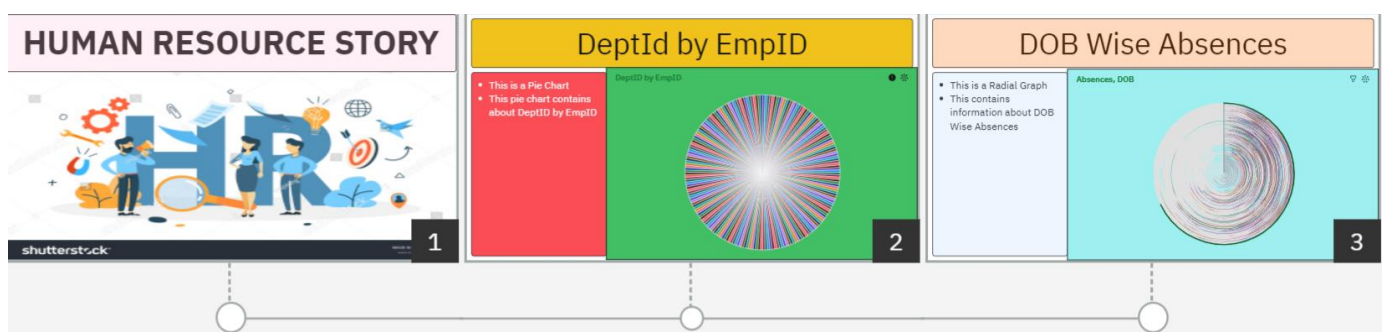 HUMAN RESOURCE STORY
HR
shutterstock
1
DeptId by EmpID
• This is a Pie Chart
• This pie chart contains
about DeptID by EmpID
DeptID by EmpID
2
DOB Wise Absences
• This is a Radial Graph
• This contains
information about DOB
Wise Absences
Absences, DOB
3